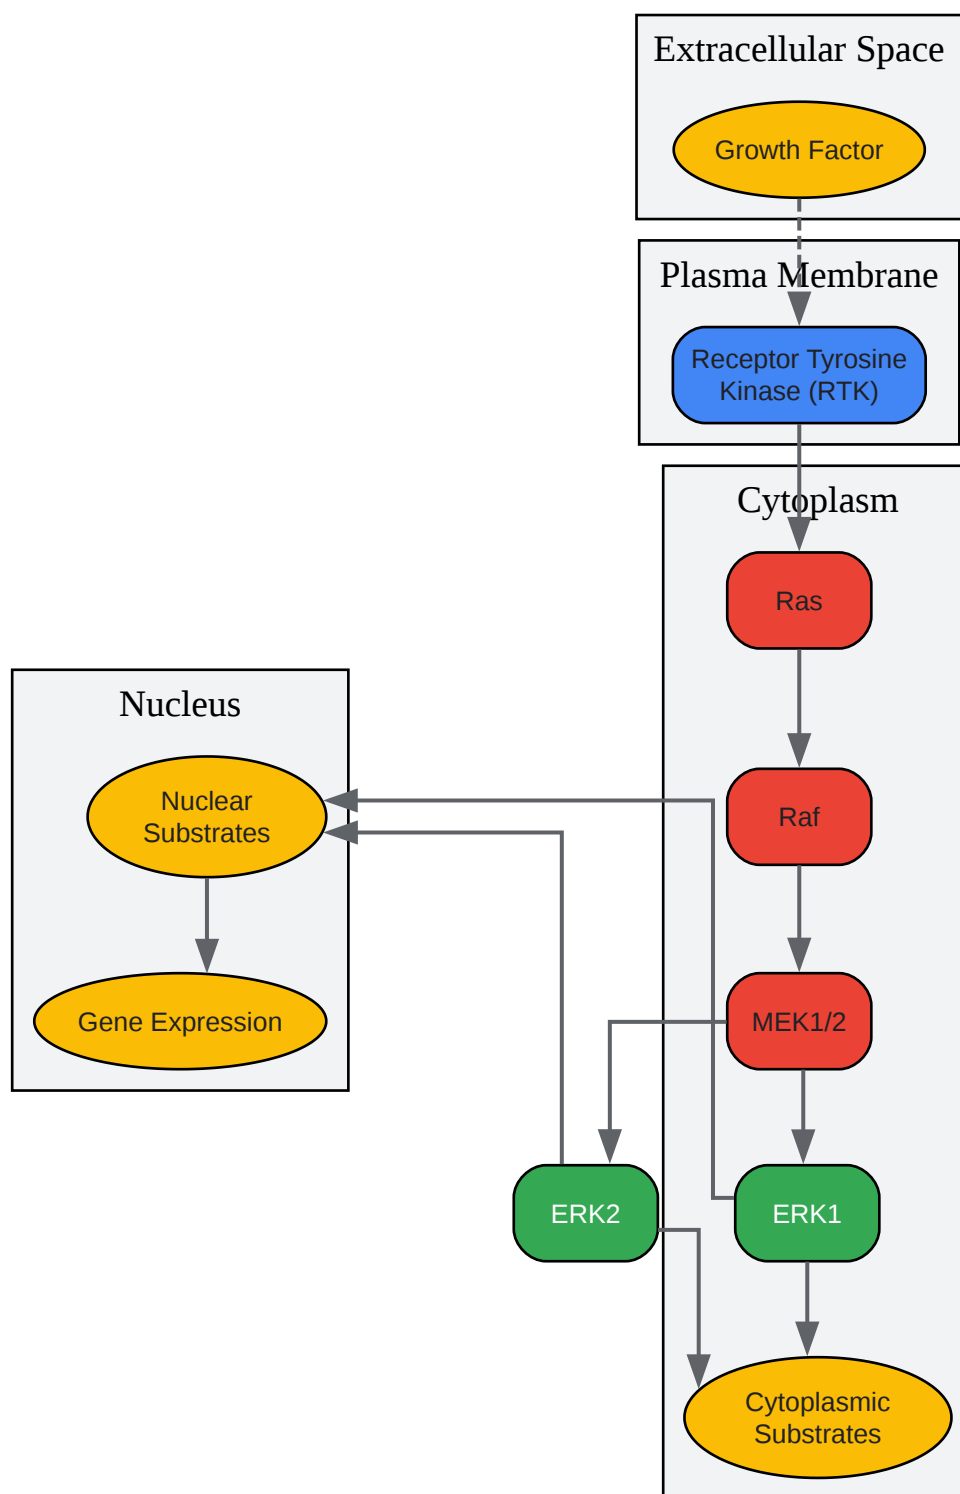 Extracellular Space
Growth Factor
Plasma Membrane
Receptor Tyrosine
Kinase (RTK)
Cytoplasm
Ras
Nucleus
Nuclear
Substrates
Raf
Gene Expression
MEK1/2
ERK2
ERK1
Cytoplasmic
Substrates